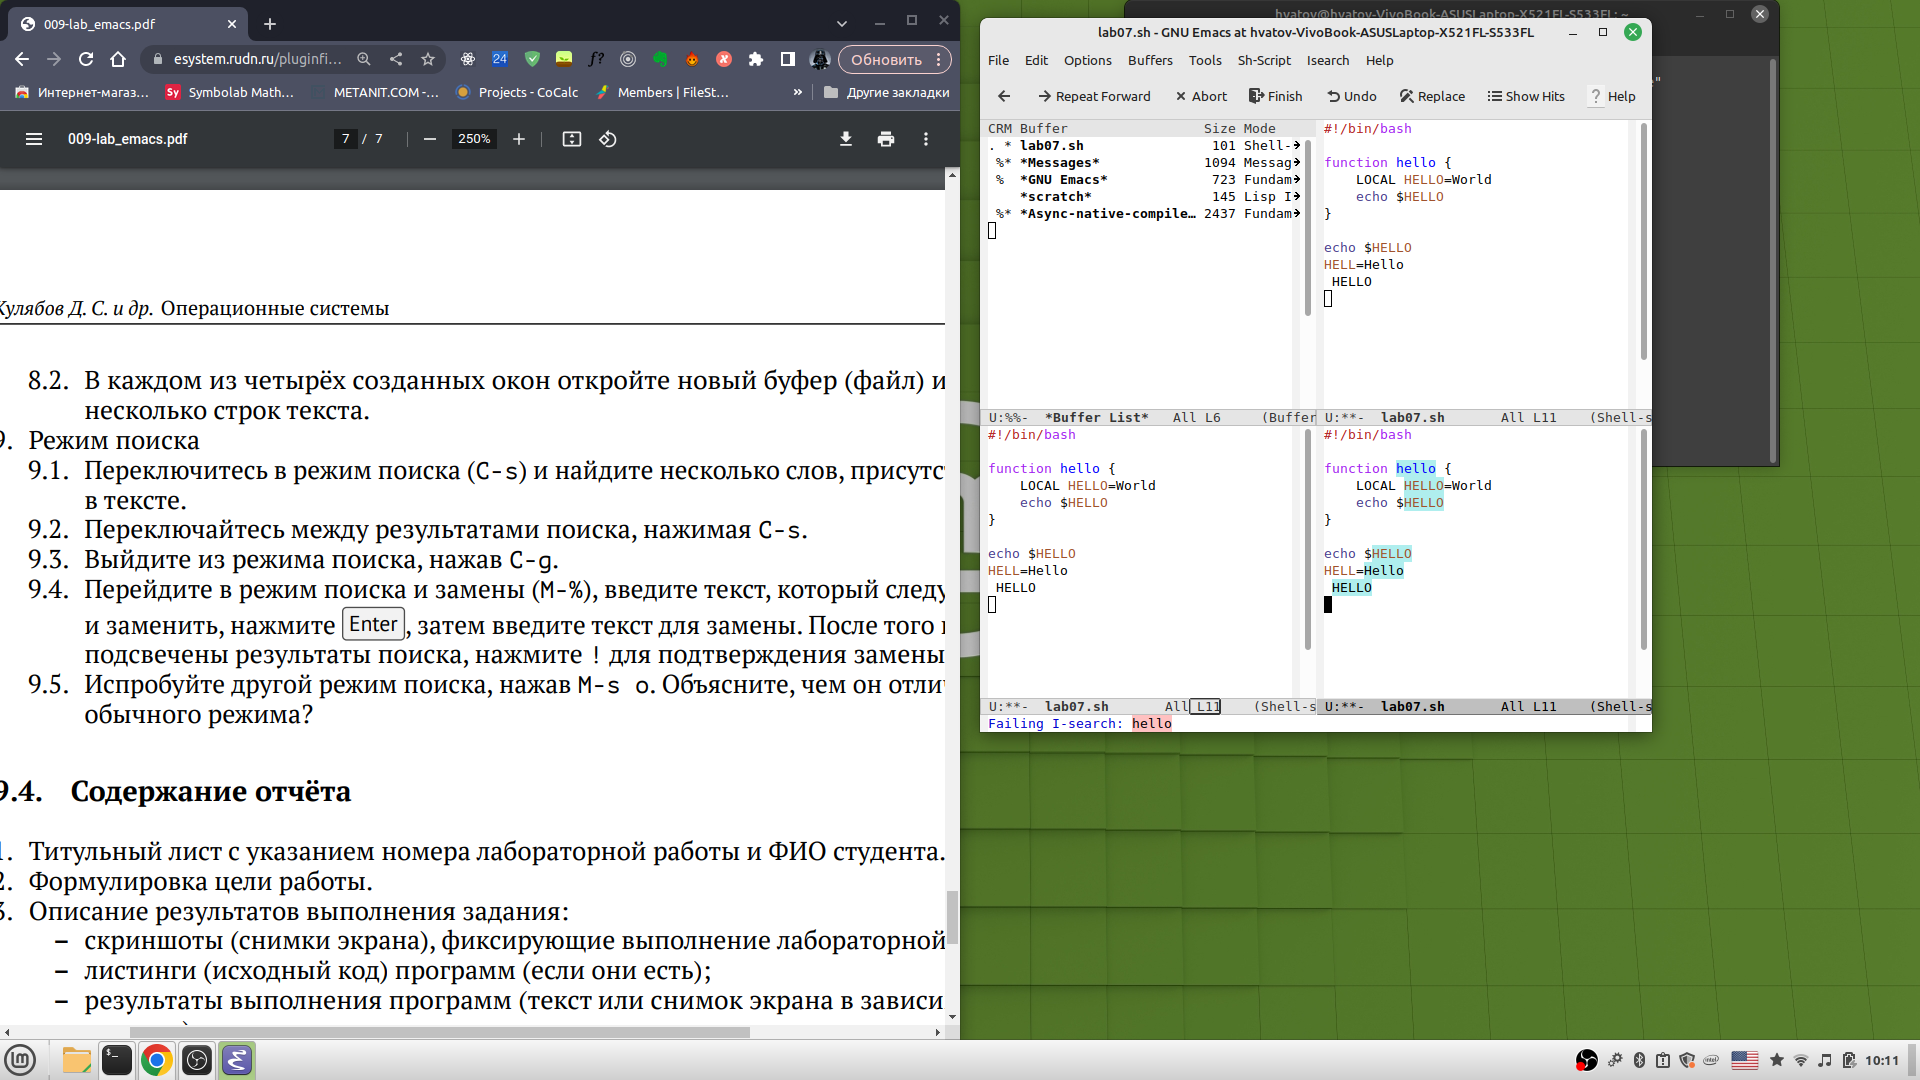 009-lab_emacs.pdf
esystem.rudn.ru/pluginfi...
24
f?
Обновить
Интернет-магаз...
Sy Symbolab Math...
METANIT.COM -...
Projects - CoCalc
Members | FileSt...
»
Другие закладки
009-lab_emacs.pdf
7 / 7
250%
Кулябов Д. С. и др. Операционные системы
8.2. В каждом из четырёх созданных окон откройте новый буфер (файл) и
несколько строк текста.
9. Режим поиска
9.1. Переключитесь в режим поиска (C-s) и найдите несколько слов, присутс
в тексте.
9.2. Переключайтесь между результатами поиска, нажимая C-s.
9.3. Выйдите из режима поиска, нажав C-g.
9.4. Перейдите в режим поиска и замены (M-%), введите текст, который следу
и заменить, нажмите Enter, затем введите текст для замены. После того
подсвечены результаты поиска, нажмите ! для подтверждения замены
9.5. Испробуйте другой режим поиска, нажав M-s o. Объясните, чем он отли
обычного режима?
9.4. Содержание отчёта
1. Титульный лист с указанием номера лабораторной работы и ФИО студента.
2. Формулировка цели работы.
3. Описание результатов выполнения задания:
– скриншоты (снимки экрана), фиксирующие выполнение лабораторной
– листинги (исходный код) программ (если они есть);
– результаты выполнения программ (текст или снимок экрана в зависи
hvatov@hvatov-VivoBook-ASUSLaptop-X521FL-S533FL: ~
lab07.sh - GNU Emacs at hvatov-VivoBook-ASUSLaptop-X521FL-S533FL
File Edit Options Buffers Tools Sh-Script Isearch Help
Repeat Forward Abort Finish Undo Replace Show Hits ? Help
CRM Buffer Size Mode
. * lab07.sh 101 Shell-
%* *Messages* 1094 Messag
% *GNU Emacs* 723 Fundam
*scratch* 145 Lisp I
%* *Async-native-compile… 2437 Fundam
U:%%- *Buffer List* All L6 (Buffer
#!/bin/bash
function hello {
LOCAL HELLO=World
echo $HELLO
}
echo $HELLO
HELL=Hello
HELLO
U:**- lab07.sh All L11 (Shell-s
#!/bin/bash
function hello {
LOCAL HELLO=World
echo $HELLO
}
echo $HELLO
HELL=Hello
HELLO
U:**- lab07.sh All L11 (Shell-s
#!/bin/bash
function hello {
LOCAL HELLO=World
echo $HELLO
}
echo $HELLO
HELL=Hello
HELLO
U:**- lab07.sh All L11 (Shell-s
Failing I-search: hello
10:11